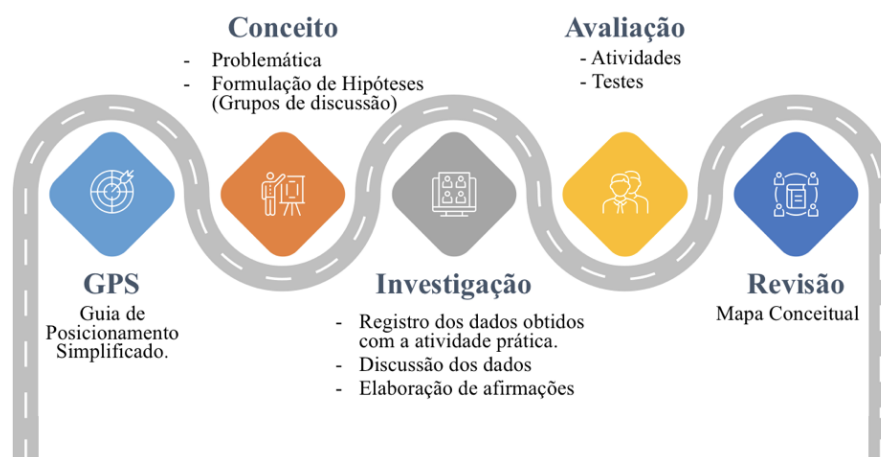 Conceito
- Problemática
- Formulação de Hipóteses
(Grupos de discussão)
Avaliação
- Atividades
- Testes
GPS
Guia de
Posicionamento
Simplificado.
Investigação
- Registro dos dados obtidos
com a atividade prática.
- Discussão dos dados
- Elaboração de afirmações
Revisão
Mapa Conceitual